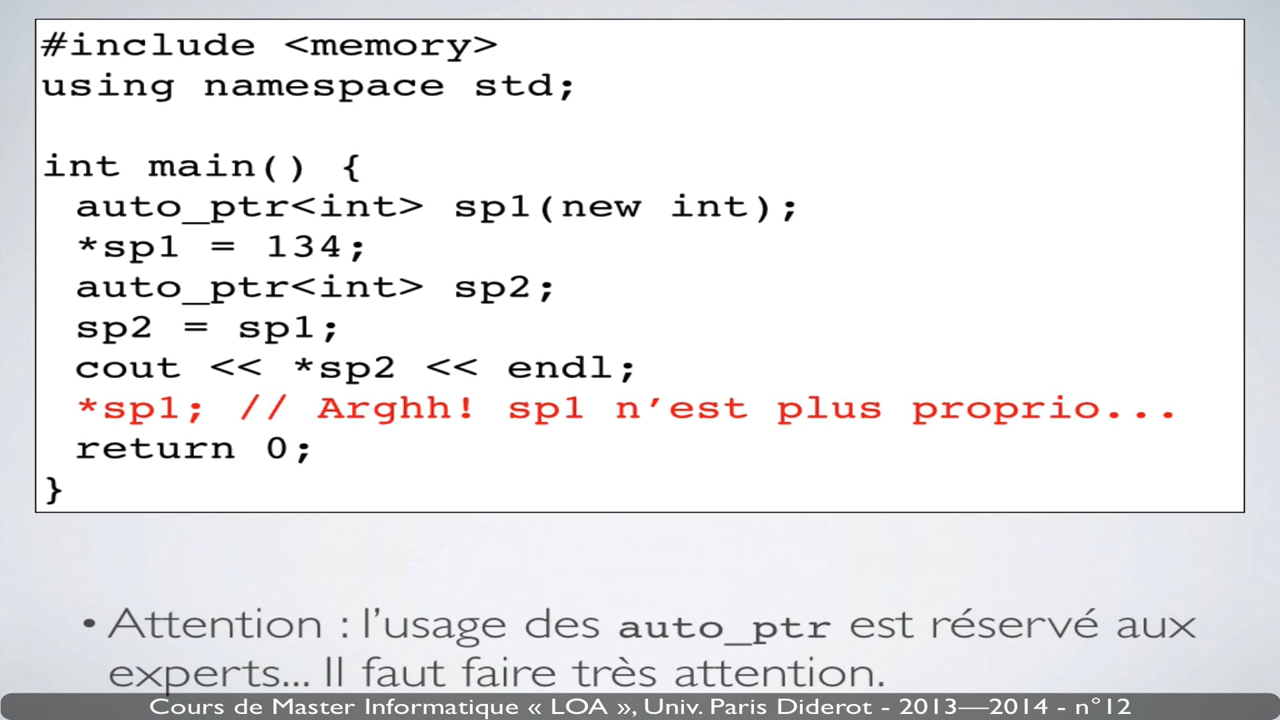 #include <memory>
using namespace std;
int main() {
auto_ptr<int> sp1(new int);
*sp1 = 134;
auto_ptr<int> sp2;
sp2 = sp1;
cout << *sp2 << endl;
*sp1; // Arghh! sp1 n’est plus proprio...
return 0;
}
• Attention : l’usage des auto_ptr est réservé aux
experts... Il faut faire très attention.
Cours de Master Informatique « LOA », Univ. Paris Diderot - 2013—2014 - n°12